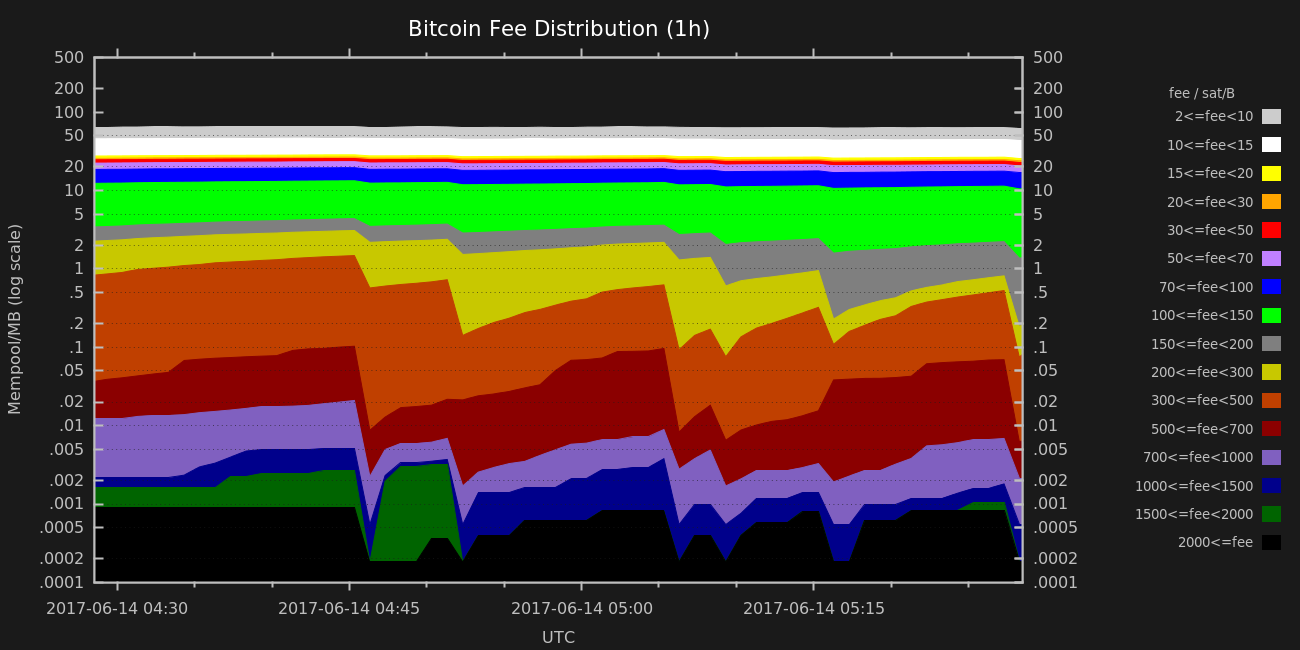 Bitcoin Fee Distribution (1h)
Mempool/MB (log scale)
500
200
100
50
20
10
5
2
1
.5
.2
.1
.05
.02
.01
.005
.002
.001
.0005
.0002
.0001
500
200
100
50
20
10
5
2
1
.5
.2
.1
.05
.02
.01
.005
.002
.001
.0005
.0002
.0001
2017-06-14 04:30 2017-06-14 04:45 2017-06-14 05:00 2017-06-14 05:15
UTC
fee / sat/B
2<=fee<10
10<=fee<15
15<=fee<20
20<=fee<30
30<=fee<50
50<=fee<70
70<=fee<100
100<=fee<150
150<=fee<200
200<=fee<300
300<=fee<500
500<=fee<700
700<=fee<1000
1000<=fee<1500
1500<=fee<2000
2000<=fee